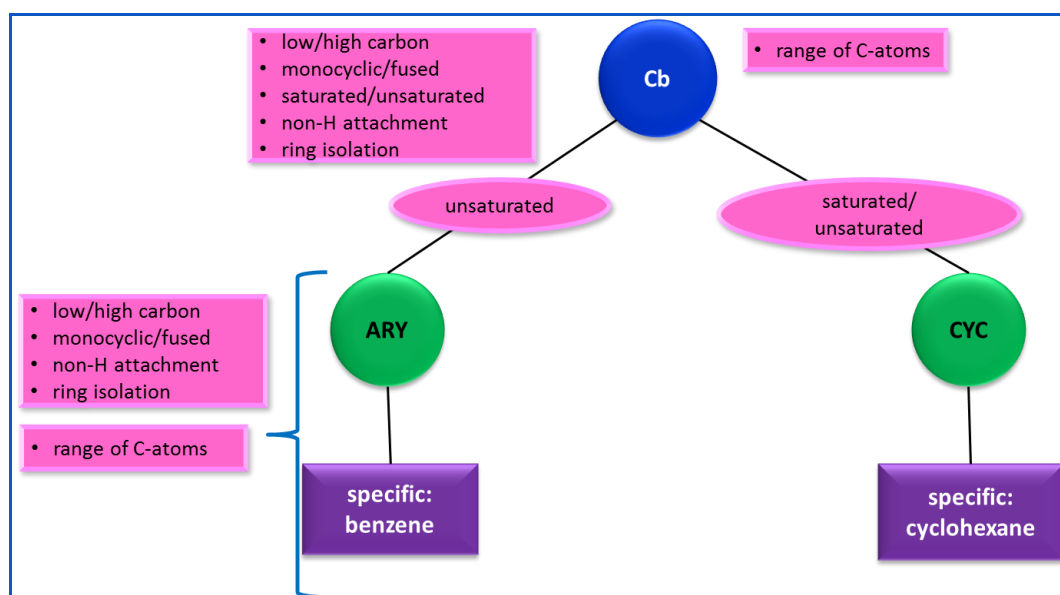 • low/high carbon
• monocyclic/fused
• saturated/unsaturated
• non-H attachment
• ring isolation
Cb
• range of C-atoms
unsaturated
saturated/
unsaturated
• low/high carbon
• monocyclic/fused
• non-H attachment
• ring isolation
ARY
CYC
• range of C-atoms
specific:
benzene
specific:
cyclohexane